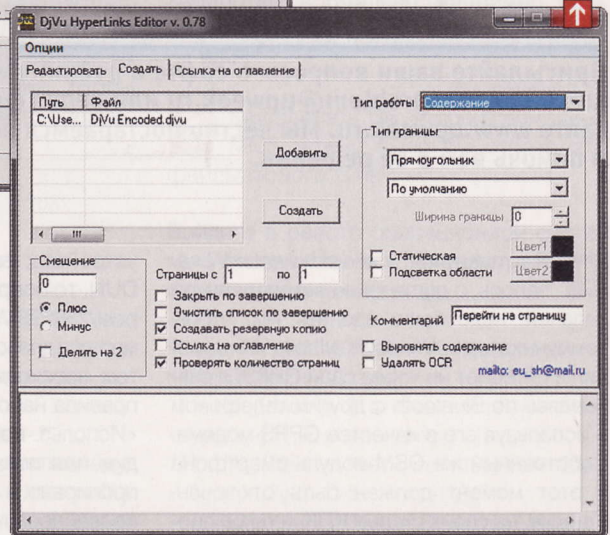 DjVu HyperLinks Editor v. 0.78
Опции
Редактировать Создать Ссылка на оглавление
Путь Файл
C:\Use... DjVu Encoded.djvu
Добавить
Создать
Тип работы Содержание
Тип границы
Прямоугольник
По умолчанию
Ширина границы 0
Статическая Цвет1
Подсветка области Цвет2
Смещение
0
Плюс
Минус
Делить на 2
Страницы с 1 по 1
Закрыть по завершению
Очистить список по завершению
Создавать резервную копию
Ссылка на оглавление
Проверять количество страниц
Комментарий Перейти на страницу
Выровнять содержание
Удалять OCR
mailto: eu_sh@mail.ru